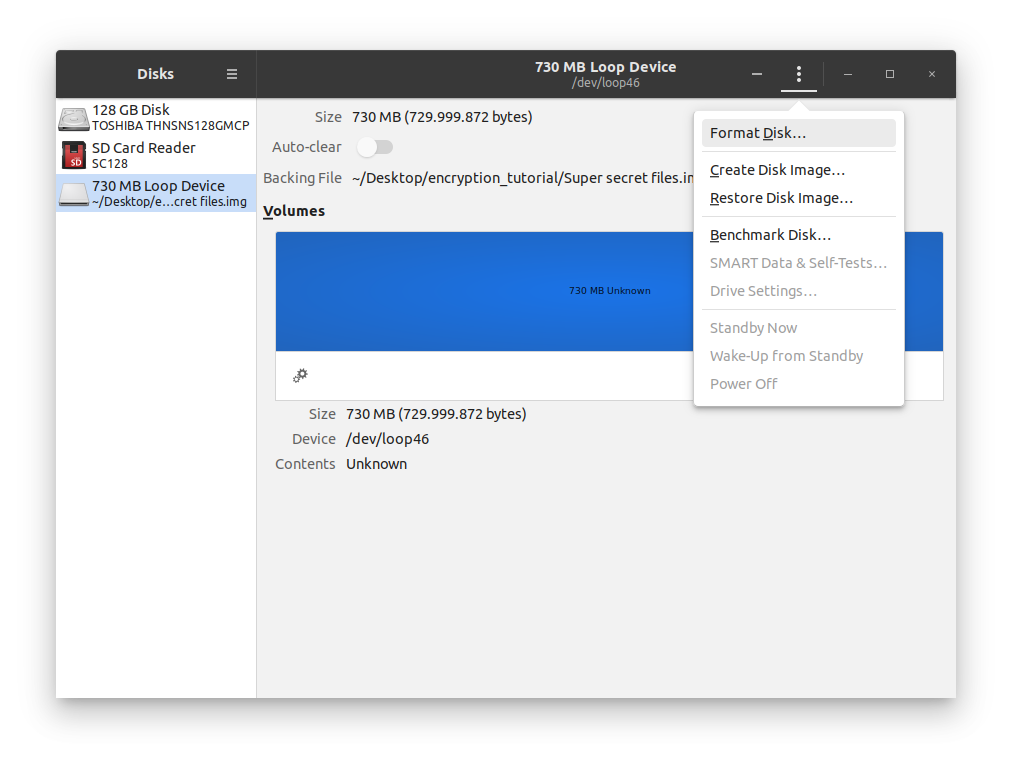 Disks
730 MB Loop Device
/dev/loop46
128 GB Disk
TOSHIBA THNSNS128GMCP
SD Card Reader
SC128
SD
730 MB Loop Device
~/Desktop/e…cret files.img
Size 730 MB (729.999.872 bytes)
Auto-clear
Backing File ~/Desktop/encryption_tutorial/Super secret files.im
Volumes
730 MB Unknown
Size 730 MB (729.999.872 bytes)
Device /dev/loop46
Contents Unknown
Format Disk…
Create Disk Image…
Restore Disk Image…
Benchmark Disk…
SMART Data & Self-Tests…
Drive Settings…
Standby Now
Wake-Up from Standby
Power Off